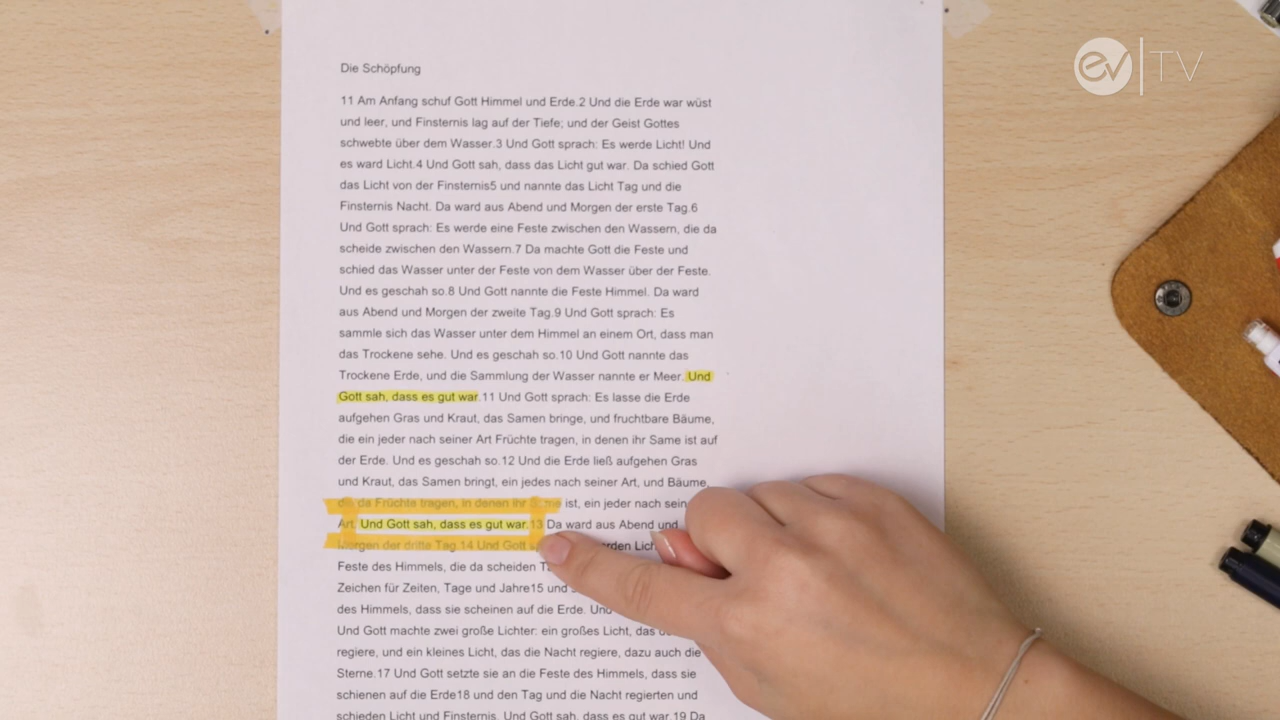 ev TV
Die Schöpfung
11 Am Anfang schuf Gott Himmel und Erde.2 Und die Erde war wüst
und leer, und Finsternis lag auf der Tiefe; und der Geist Gottes
schwebte über dem Wasser.3 Und Gott sprach: Es werde Licht! Und
es ward Licht.4 Und Gott sah, dass das Licht gut war. Da schied Gott
das Licht von der Finsternis5 und nannte das Licht Tag und die
Finsternis Nacht. Da ward aus Abend und Morgen der erste Tag.6
Und Gott sprach: Es werde eine Feste zwischen den Wassern, die da
scheide zwischen den Wassern.7 Da machte Gott die Feste und
schied das Wasser unter der Feste von dem Wasser über der Feste.
Und es geschah so.8 Und Gott nannte die Feste Himmel. Da ward
aus Abend und Morgen der zweite Tag.9 Und Gott sprach: Es
sammle sich das Wasser unter dem Himmel an einem Ort, dass man
das Trockene sehe. Und es geschah so.10 Und Gott nannte das
Trockene Erde, und die Sammlung der Wasser nannte er Meer. Und
Gott sah, dass es gut war.11 Und Gott sprach: Es lasse die Erde
aufgehen Gras und Kraut, das Samen bringe, und fruchtbare Bäume,
die ein jeder nach seiner Art Früchte tragen, in denen ihr Same ist auf
der Erde. Und es geschah so.12 Und die Erde ließ aufgehen Gras
und Kraut, das Samen bringt, ein jedes nach seiner Art, und Bäume,
die da Früchte tragen, in denen ihr Same ist, ein jeder nach
Art. Und Gott sah, dass es gut war.13 Da ward aus Abend und
Morgen der dritte Tag.14 Und Gott
Feste des Himmels, die da scheiden
Zeichen für Zeiten, Tage und Jahre15 und
des Himmels, dass sie scheinen auf die Erde. Und
Und Gott machte zwei große Lichter: ein großes Licht, das
regiere, und ein kleines Licht, das die Nacht regiere, dazu auch die
Sterne.17 Und Gott setzte sie an die Feste des Himmels, dass sie
schienen auf die Erde18 und den Tag und die Nacht regierten und
schieden Licht und Finsternis. Und Gott sah, dass es gut war.19 Da